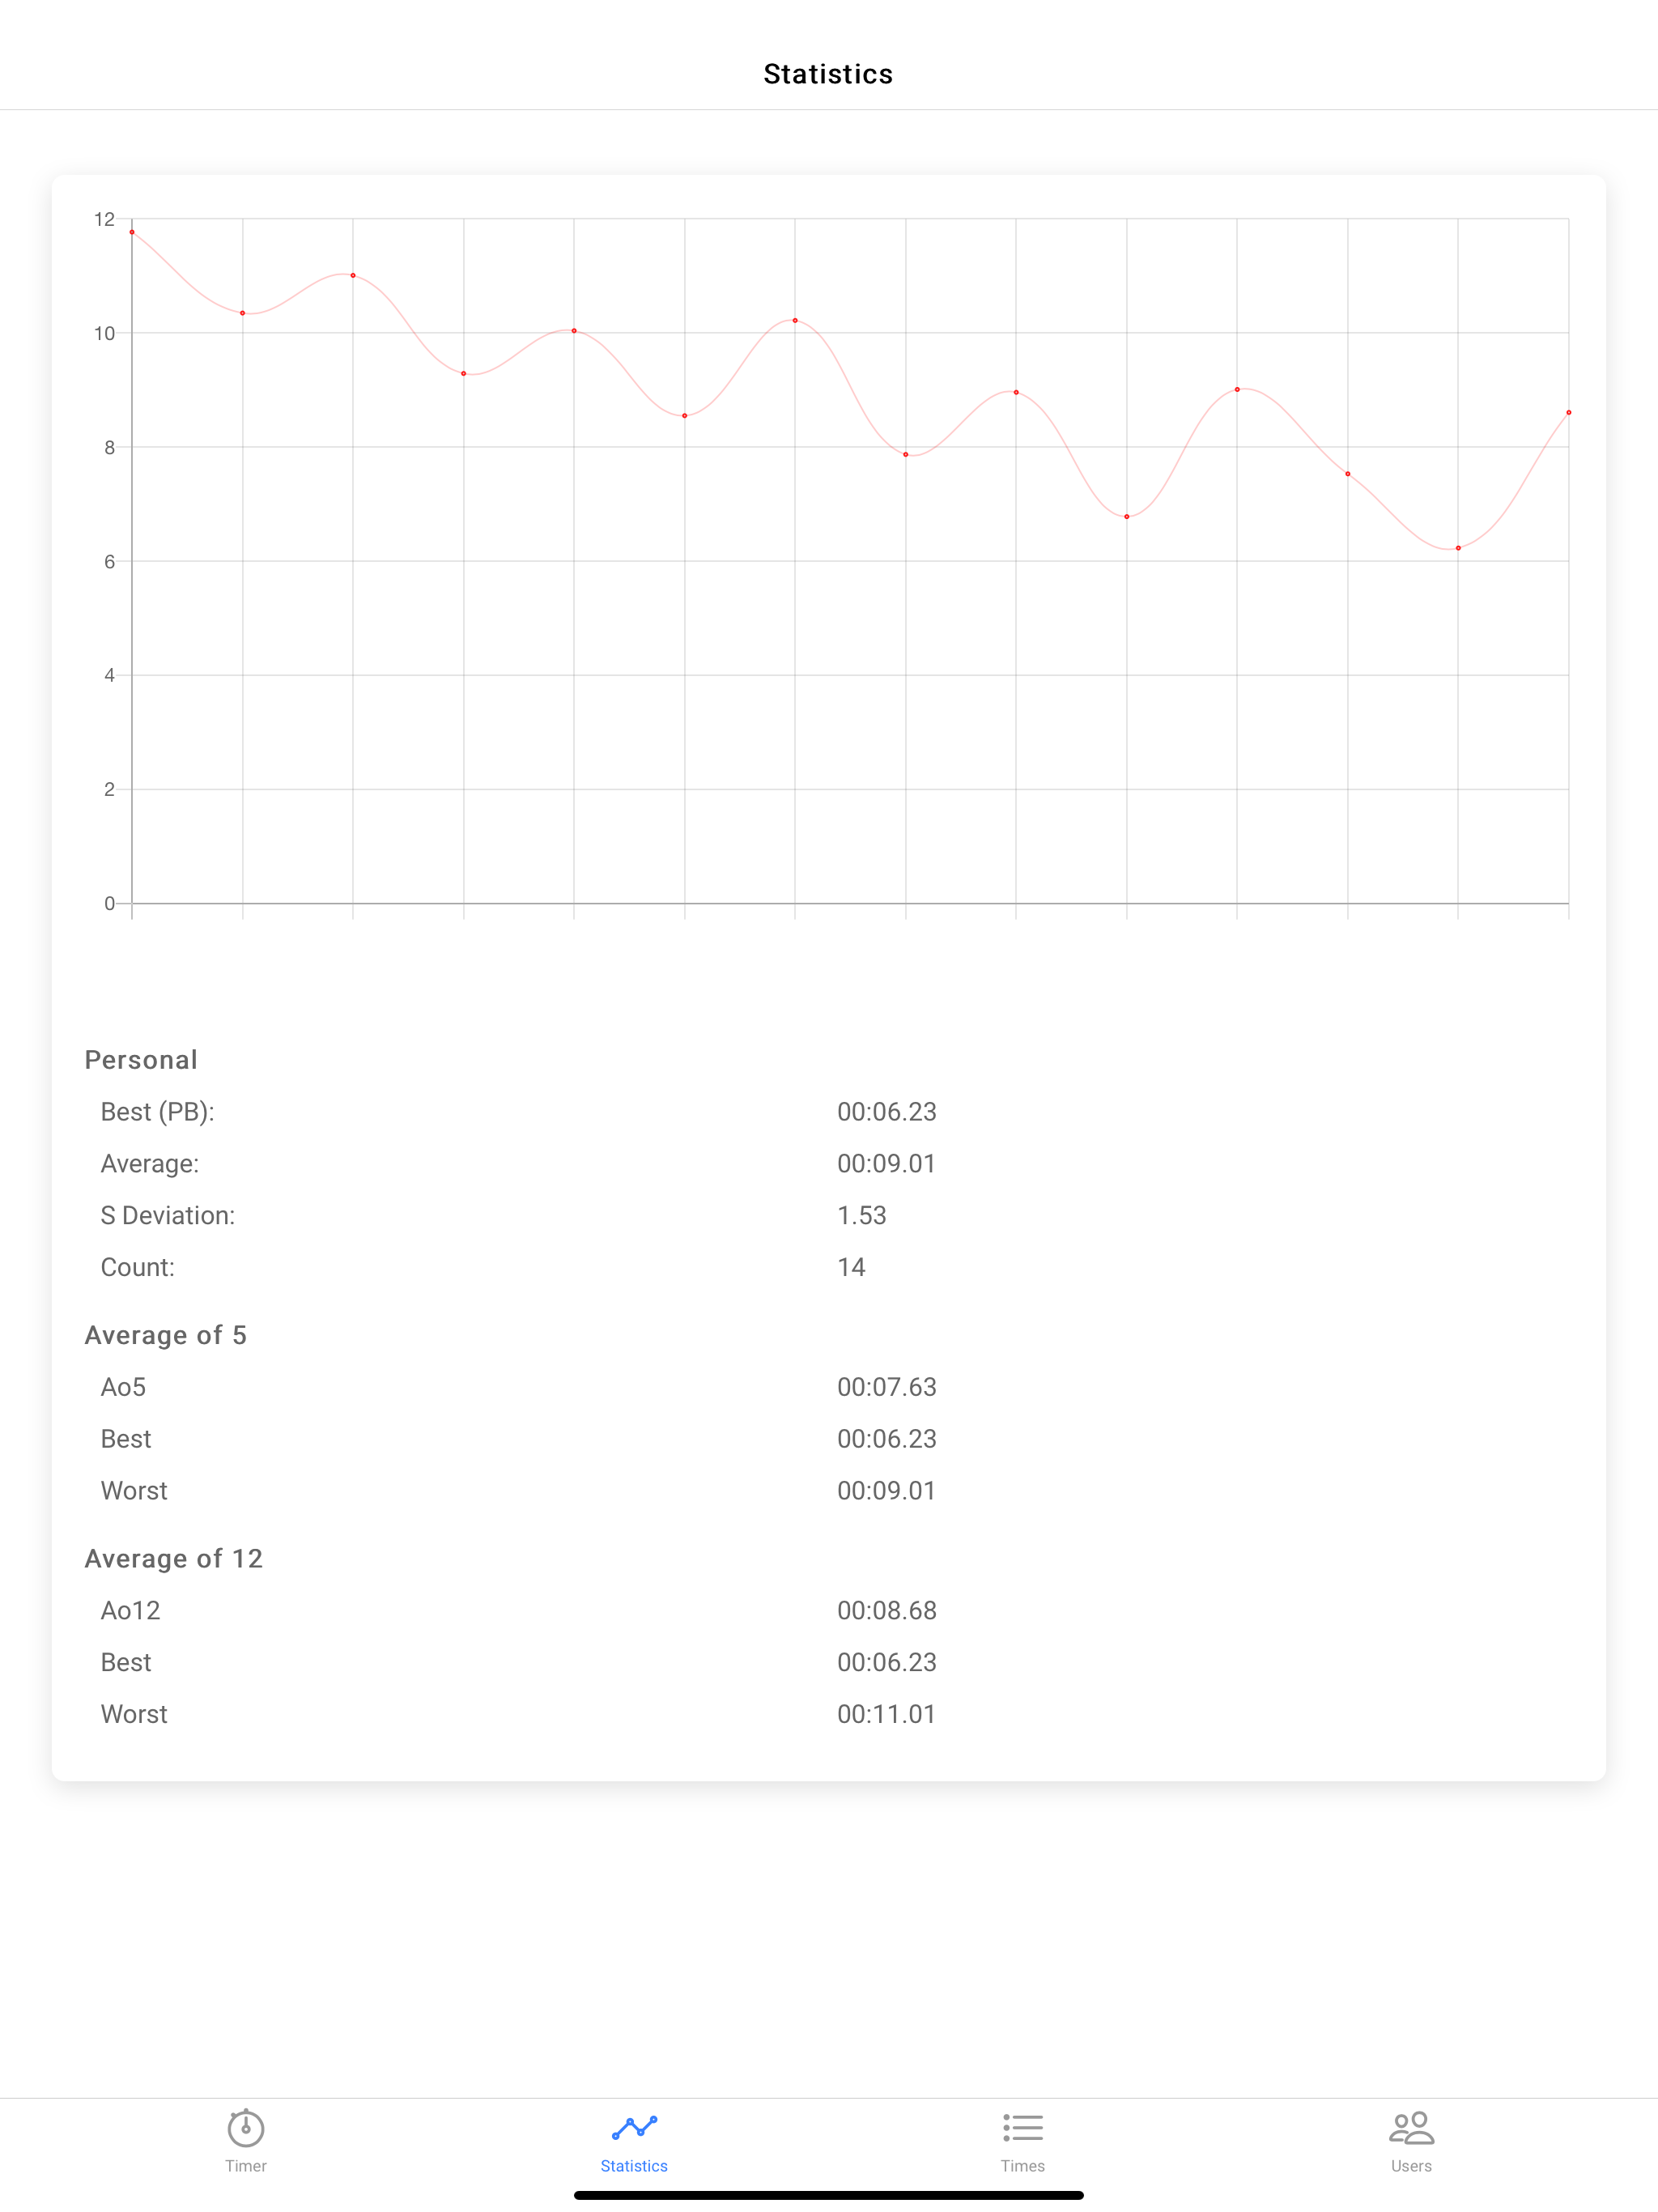 Statistics
12
10
8
6
4
2
0
Personal
Best (PB): 00:06.23
Average: 00:09.01
S Deviation: 1.53
Count: 14
Average of 5
Ao5 00:07.63
Best 00:06.23
Worst 00:09.01
Average of 12
Ao12 00:08.68
Best 00:06.23
Worst 00:11.01
Timer Statistics Times Users